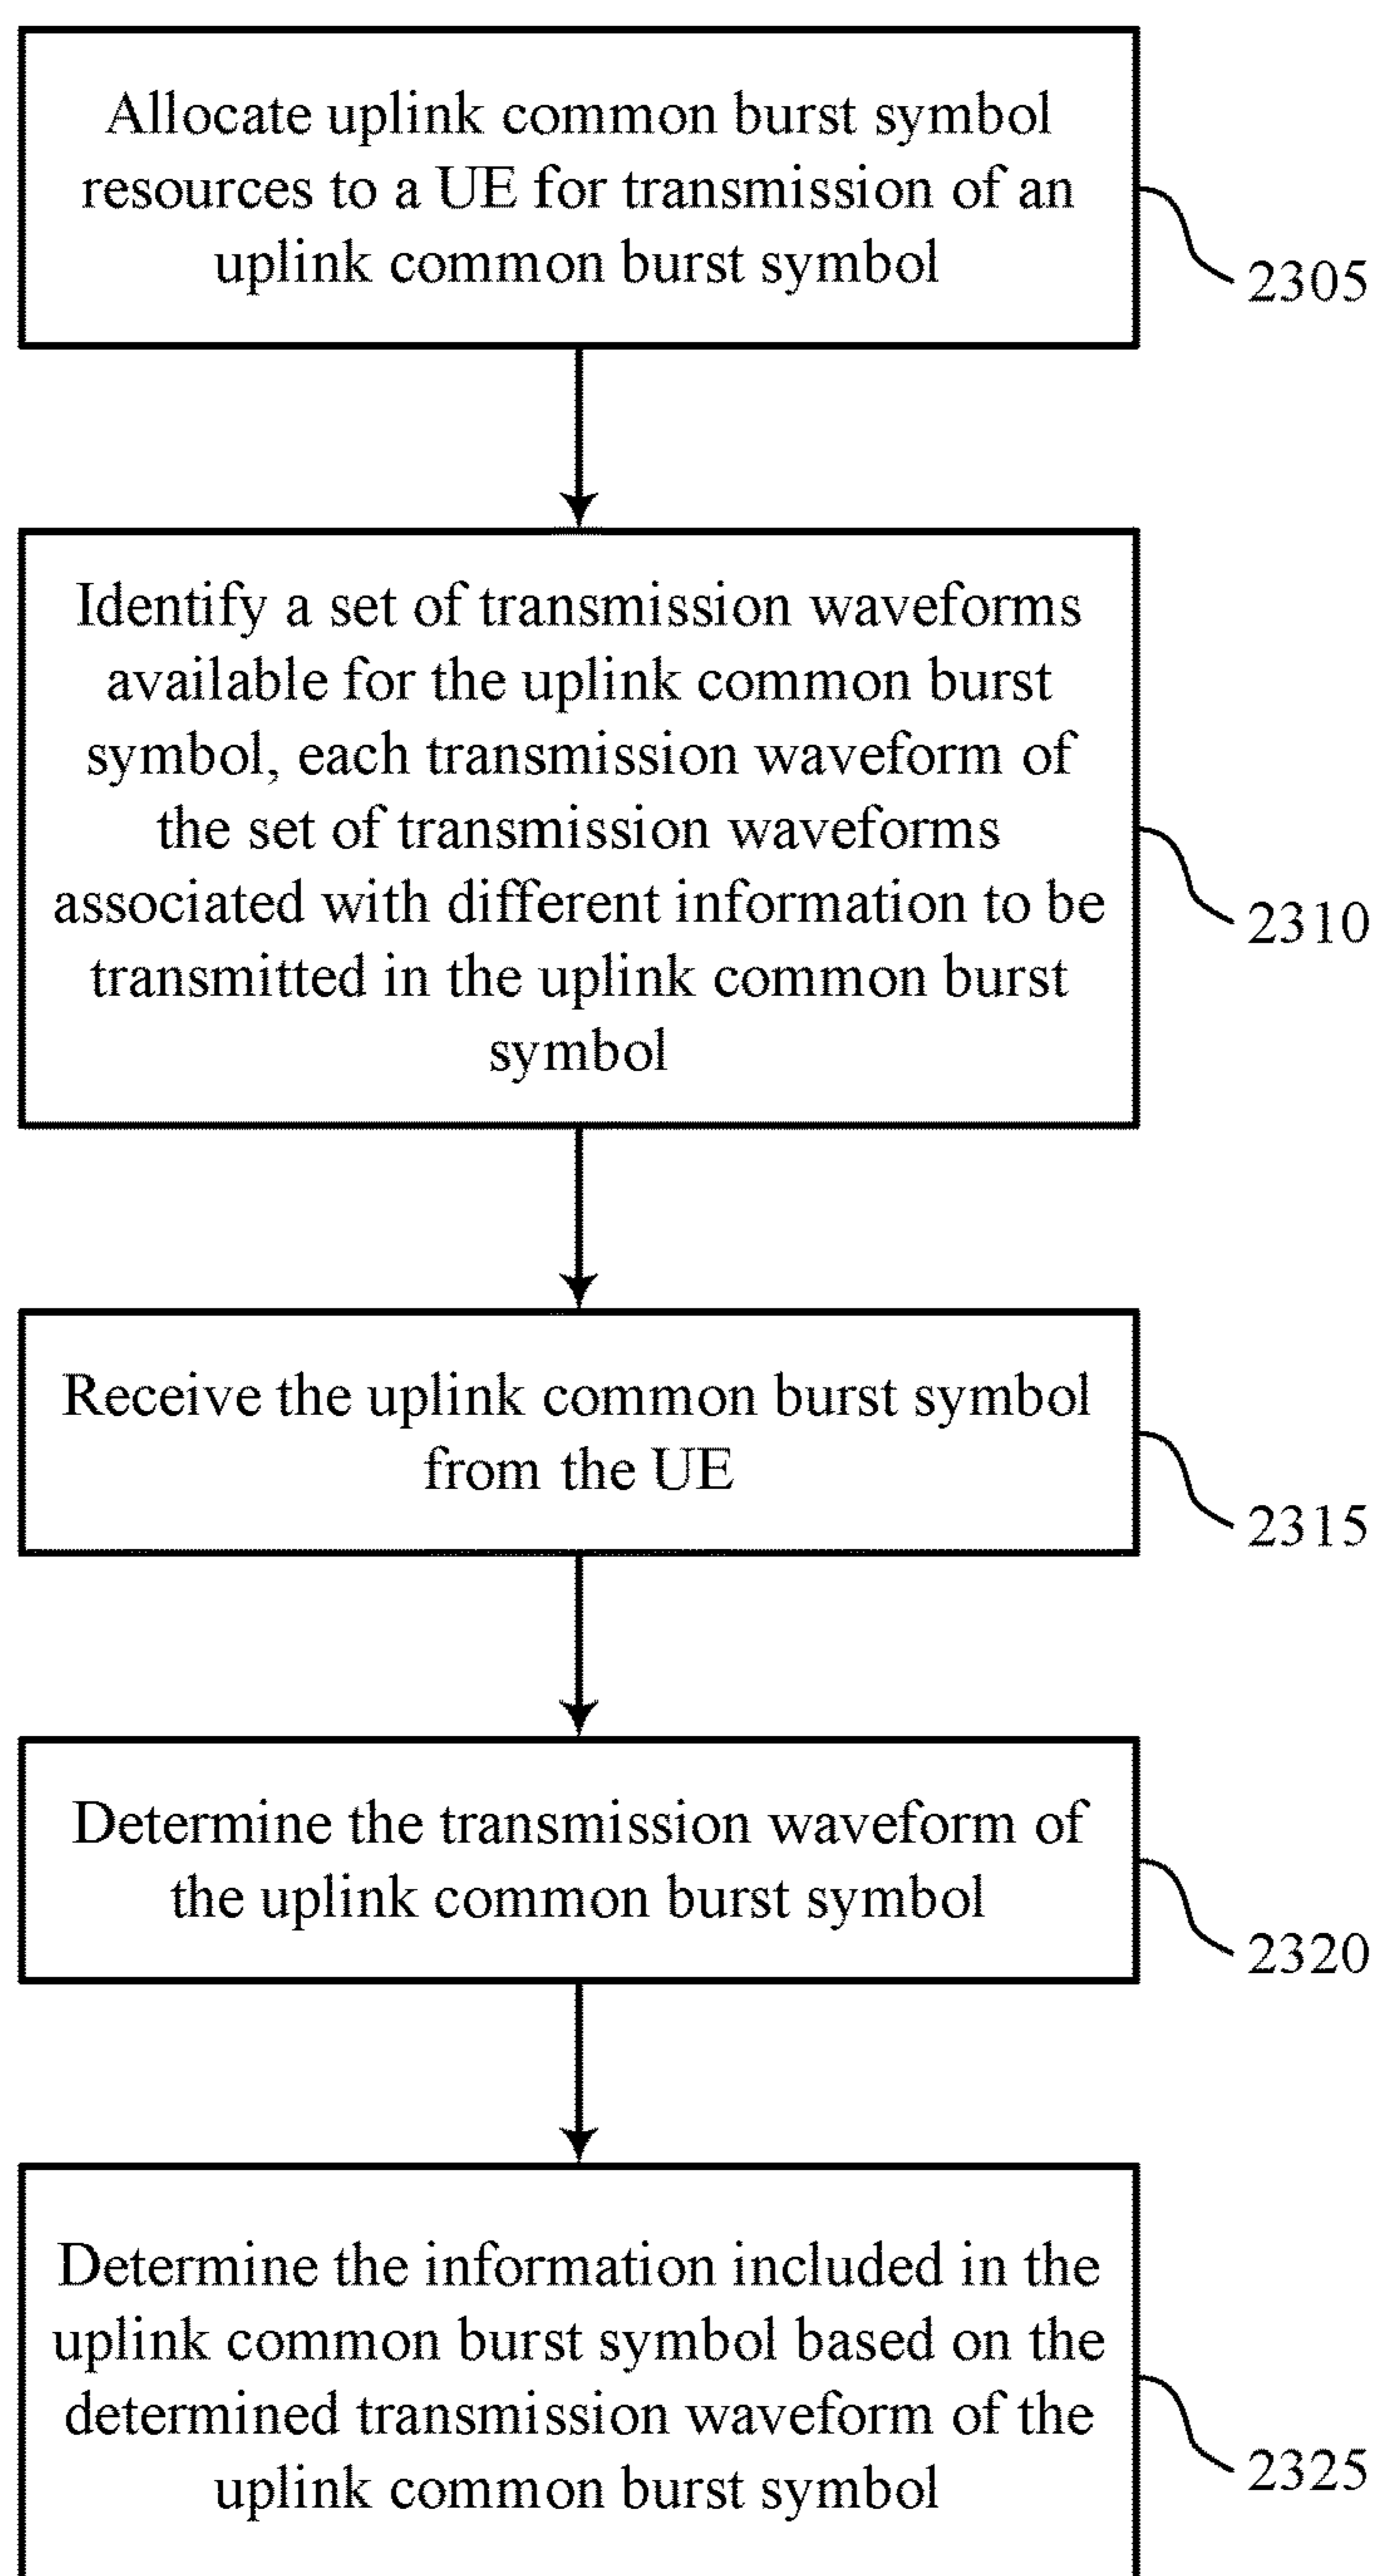 Allocate uplink common burst symbol
resources to a UE for transmission of an
uplink common burst symbol
2305
Identify a set of transmission waveforms
available for the uplink common burst
symbol, each transmission waveform of
the set of transmission waveforms
associated with different information to be
transmitted in the uplink common burst
symbol
2310
Receive the uplink common burst symbol
from the UE
2315
Determine the transmission waveform of
the uplink common burst symbol
2320
Determine the information included in the
uplink common burst symbol based on the
determined transmission waveform of the
uplink common burst symbol
2325